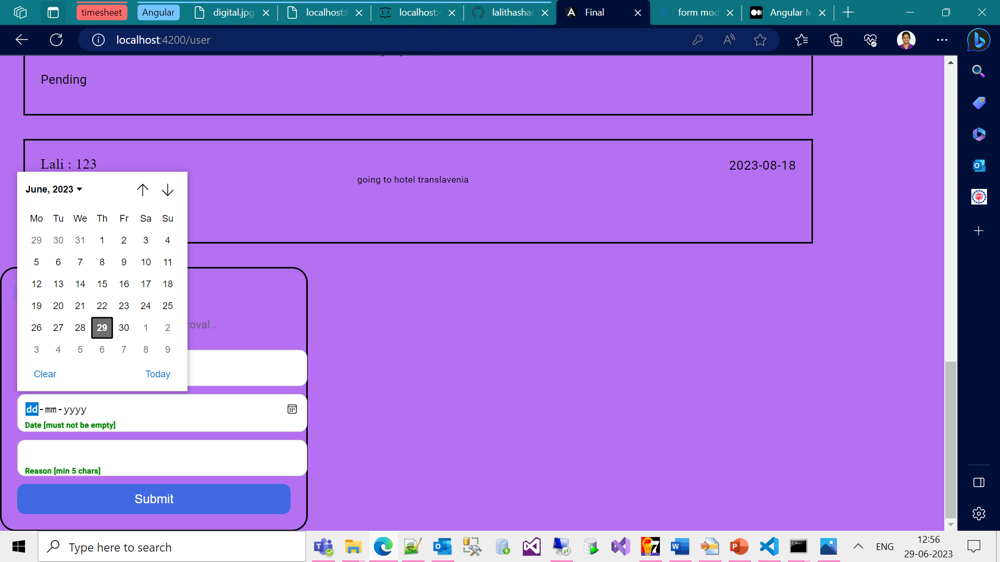 timesheet
Angular
digital.jpg
localhost:8
localhost:4
lalithashar
Final
form mod
Angular M
localhost:4200/user
Pending
Lali : 123
2023-08-18
going to hotel translavenia
June, 2023
Mo Tu We Th Fr Sa Su
29 30 31 1 2 3 4
5 6 7 8 9 10 11
12 13 14 15 16 17 18
19 20 21 22 23 24 25
26 27 28 29 30 1 2
3 4 5 6 7 8 9
Clear Today
roval .
dd-mm-yyyy
Date [must not be empty]
Reason [min 5 chars]
Submit
Type here to search
ENG
12:56
29-06-2023